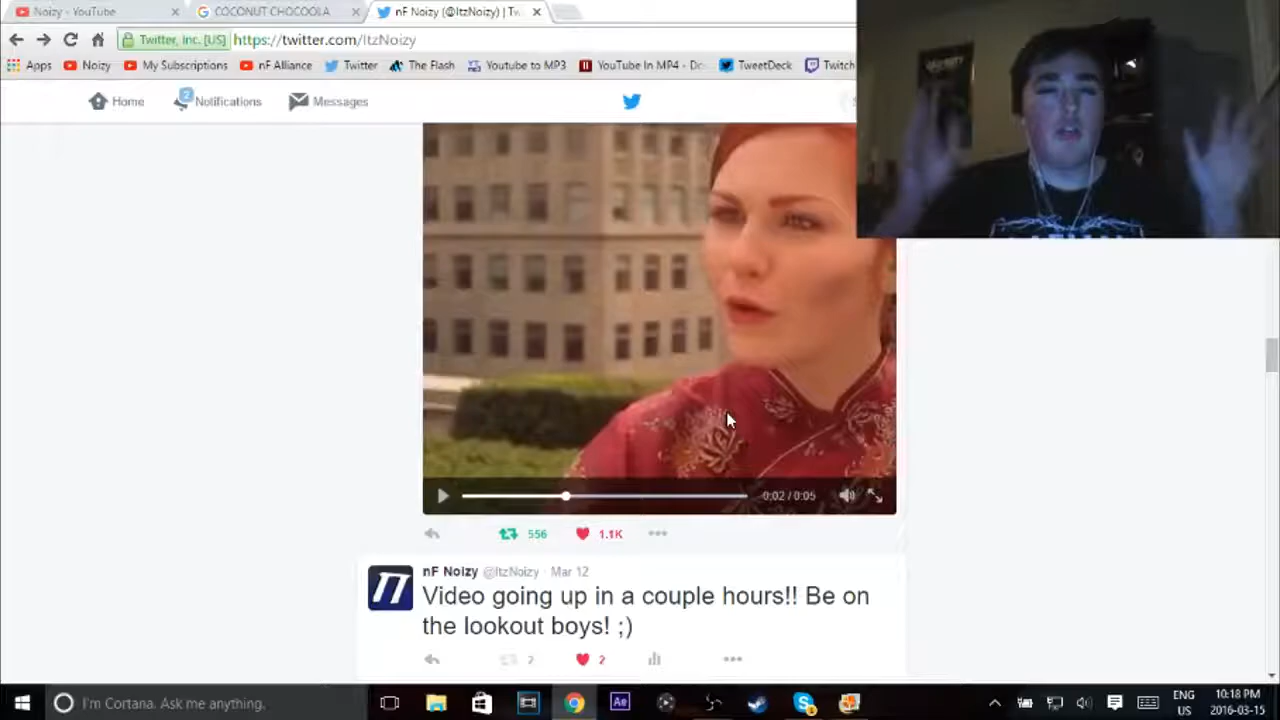 Noizy - YouTube
COCONUT CHOCOOLA
nF Noizy (@ItzNoizy) | Tw
Twitter, Inc. [US] https://twitter.com/ItzNoizy
Apps Noizy My Subscriptions nF Alliance Twitter The Flash Youtube to MP3 YouTube In MP4 - Do TweetDeck Twitch
Home 2 Notifications Messages
0:02 / 0:05
556 1.1K
nF Noizy @ItzNoizy · Mar 12
Video going up in a couple hours!! Be on
the lookout boys! ;)
2 2
I'm Cortana. Ask me anything.
Ae
ENG
US
10:18 PM
2016-03-15